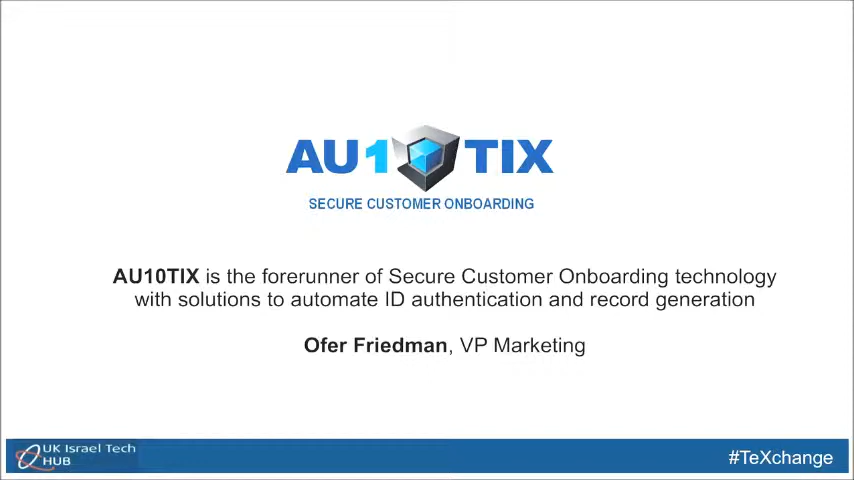 AU10TIX
SECURE CUSTOMER ONBOARDING
AU10TIX is the forerunner of Secure Customer Onboarding technology
with solutions to automate ID authentication and record generation
Ofer Friedman, VP Marketing
UK Israel Tech
HUB
#TeXchange